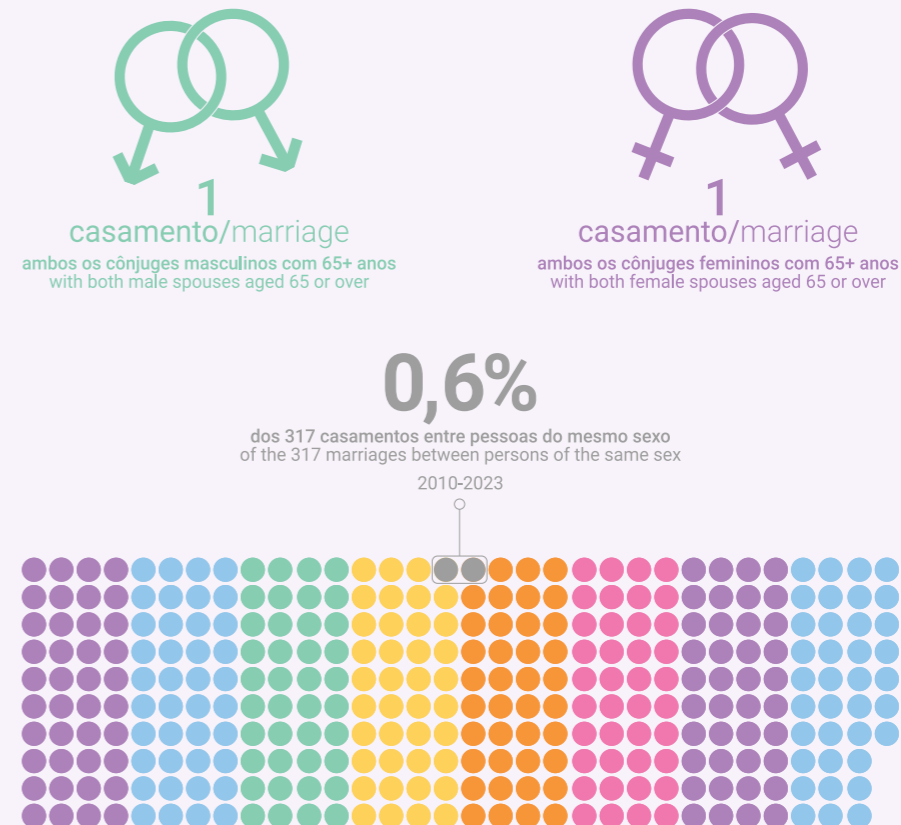 1
casamento/marriage
ambos os cônjuges masculinos com 65+ anos
with both male spouses aged 65 or over
1
casamento/marriage
ambos os cônjuges femininos com 65+ anos
with both female spouses aged 65 or over
0,6%
dos 317 casamentos entre pessoas do mesmo sexo
of the 317 marriages between persons of the same sex
2010-2023